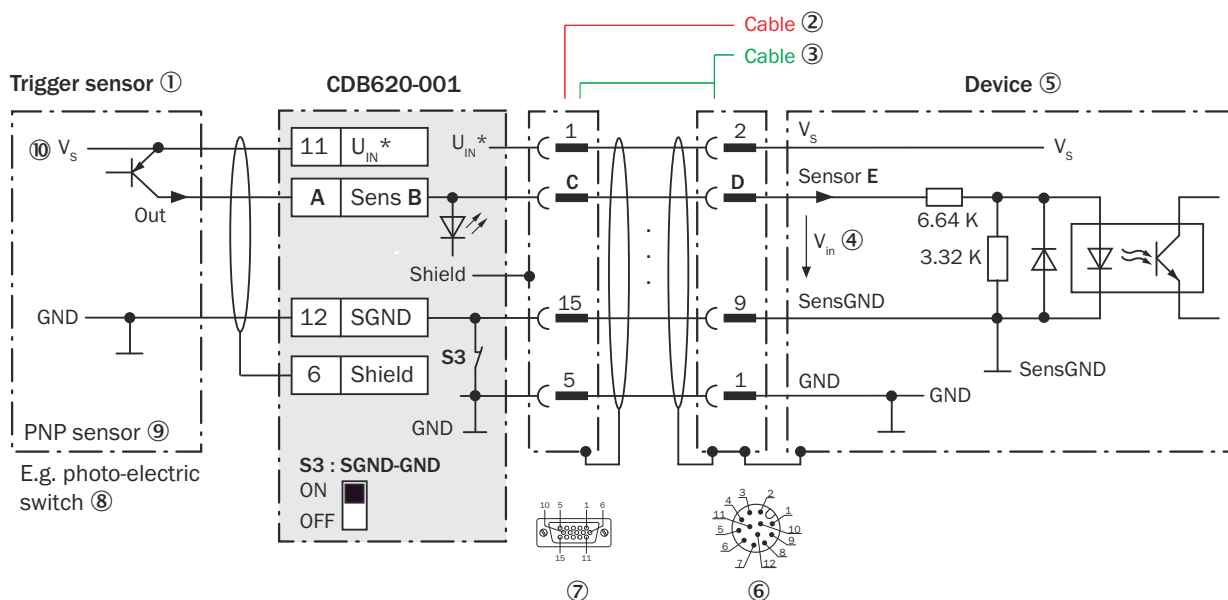 Cable ②
Cable ③
Trigger sensor ①
CDB620-001
Device ⑤
⑩ Vs
11 UIN*
UIN*
1
2
Vs
Vs
Out
A Sens B
C
D
Sensor E
6.64 K
3.32 K
Vin ④
Shield
GND
12 SGND
15
9
SensGND
S3
6 Shield
5
1
GND
GND
SensGND
GND
PNP sensor ⑨
E.g. photo-electric
switch ⑧
S3 : SGND-GND
ON
OFF
10 5 1 6
15 11
3 2
4 1
11 10
5 9
6 8
7 12
⑦
⑥